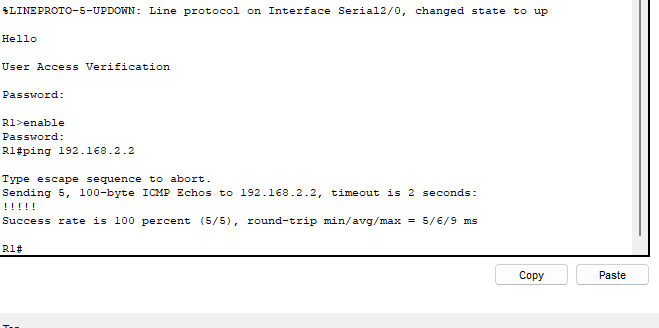 %LINEPROTO-5-UPDOWN: Line protocol on Interface Serial2/0, changed state to up
Hello
User Access Verification
Password:
R1>enable
Password:
R1#ping 192.168.2.2
Type escape sequence to abort.
Sending 5, 100-byte ICMP Echos to 192.168.2.2, timeout is 2 seconds:
!!!!!
Success rate is 100 percent (5/5), round-trip min/avg/max = 5/6/9 ms
R1#
Copy
Paste